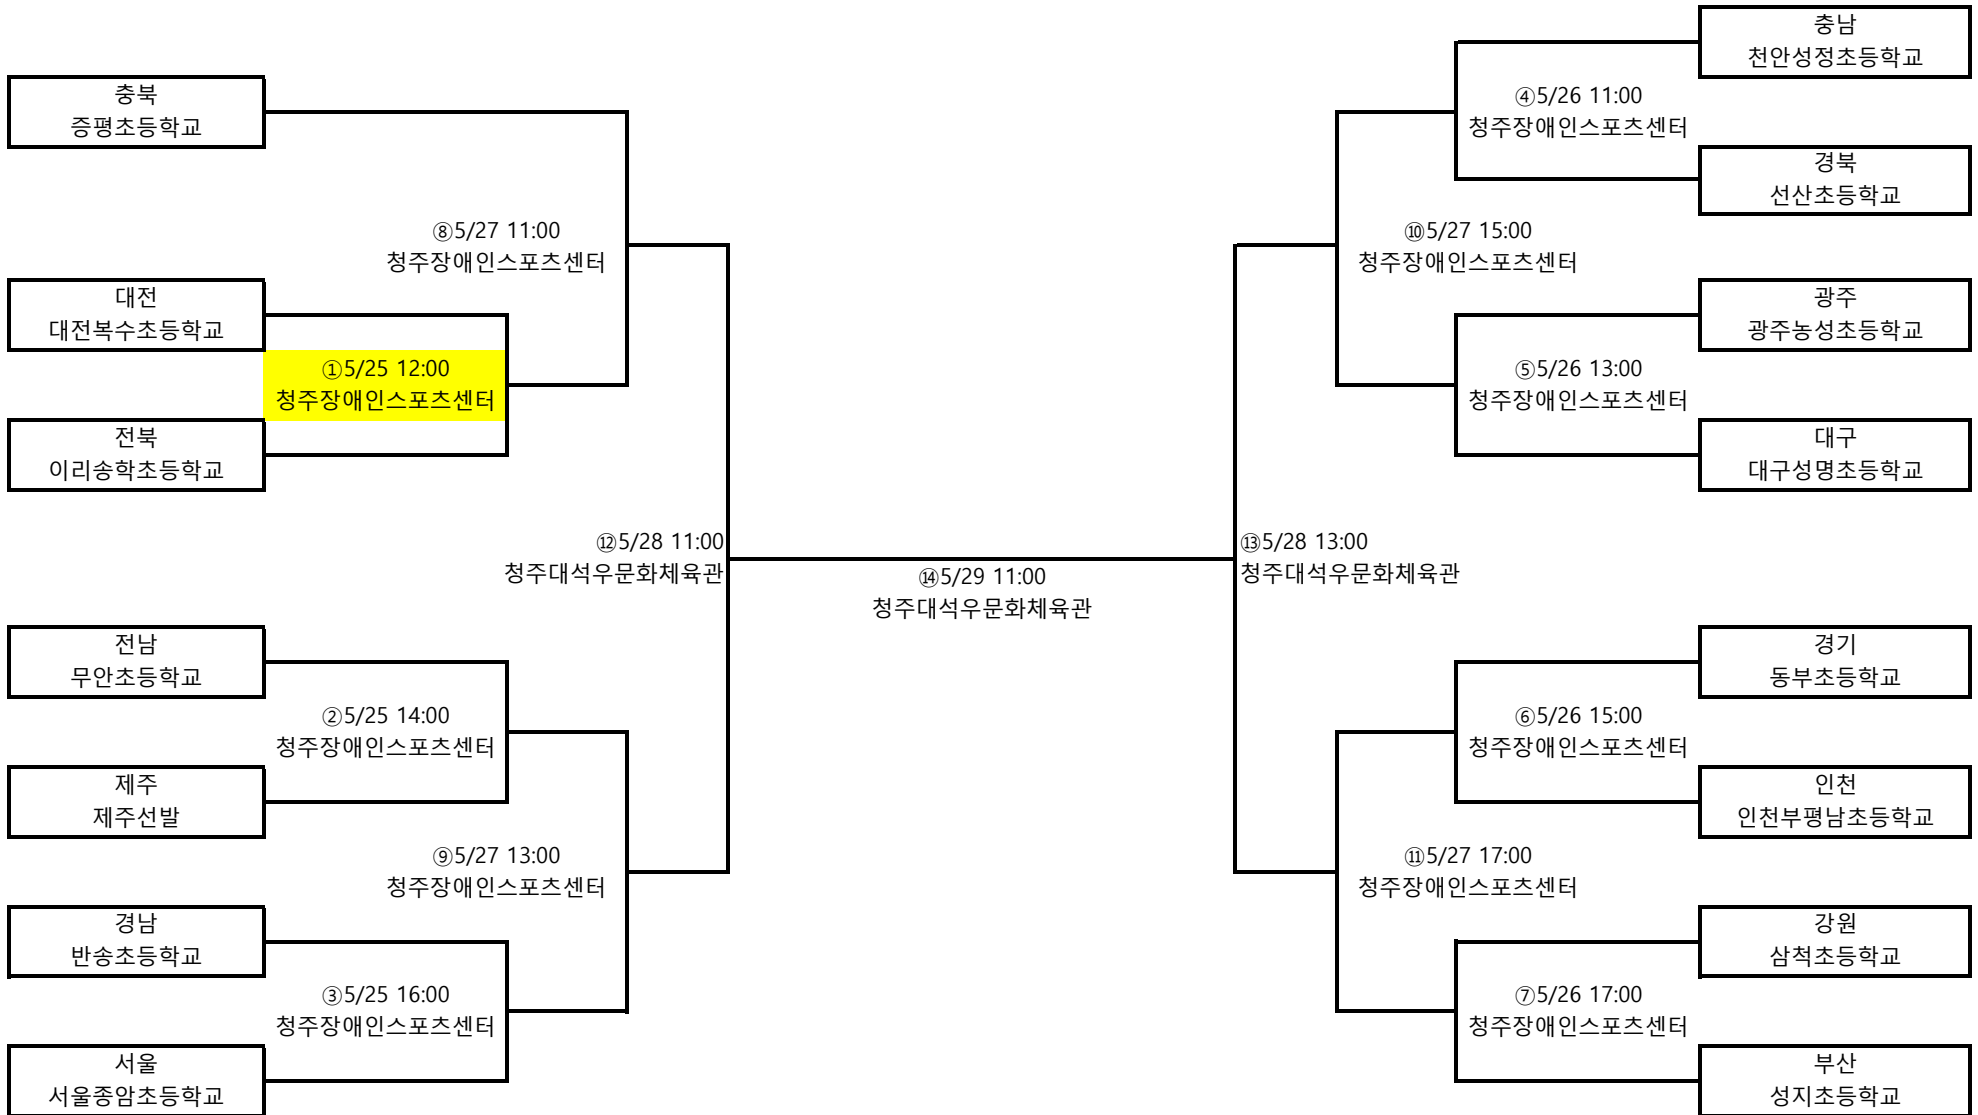 충북
증평초등학교
⑧5/27 11:00
청주장애인스포츠센터
대전
대전복수초등학교
①5/25 12:00
청주장애인스포츠센터
전북
이리송학초등학교
⑫5/28 11:00
청주대석우문화체육관
전남
무안초등학교
②5/25 14:00
청주장애인스포츠센터
제주
제주선발
⑨5/27 13:00
청주장애인스포츠센터
경남
반송초등학교
③5/25 16:00
청주장애인스포츠센터
서울
서울종암초등학교
⑭5/29 11:00
청주대석우문화체육관
충남
천안성정초등학교
④5/26 11:00
청주장애인스포츠센터
경북
선산초등학교
⑩5/27 15:00
청주장애인스포츠센터
광주
광주농성초등학교
⑤5/26 13:00
청주장애인스포츠센터
대구
대구성명초등학교
⑬5/28 13:00
청주대석우문화체육관
경기
동부초등학교
⑥5/26 15:00
청주장애인스포츠센터
인천
인천부평남초등학교
⑪5/27 17:00
청주장애인스포츠센터
강원
삼척초등학교
⑦5/26 17:00
청주장애인스포츠센터
부산
성지초등학교